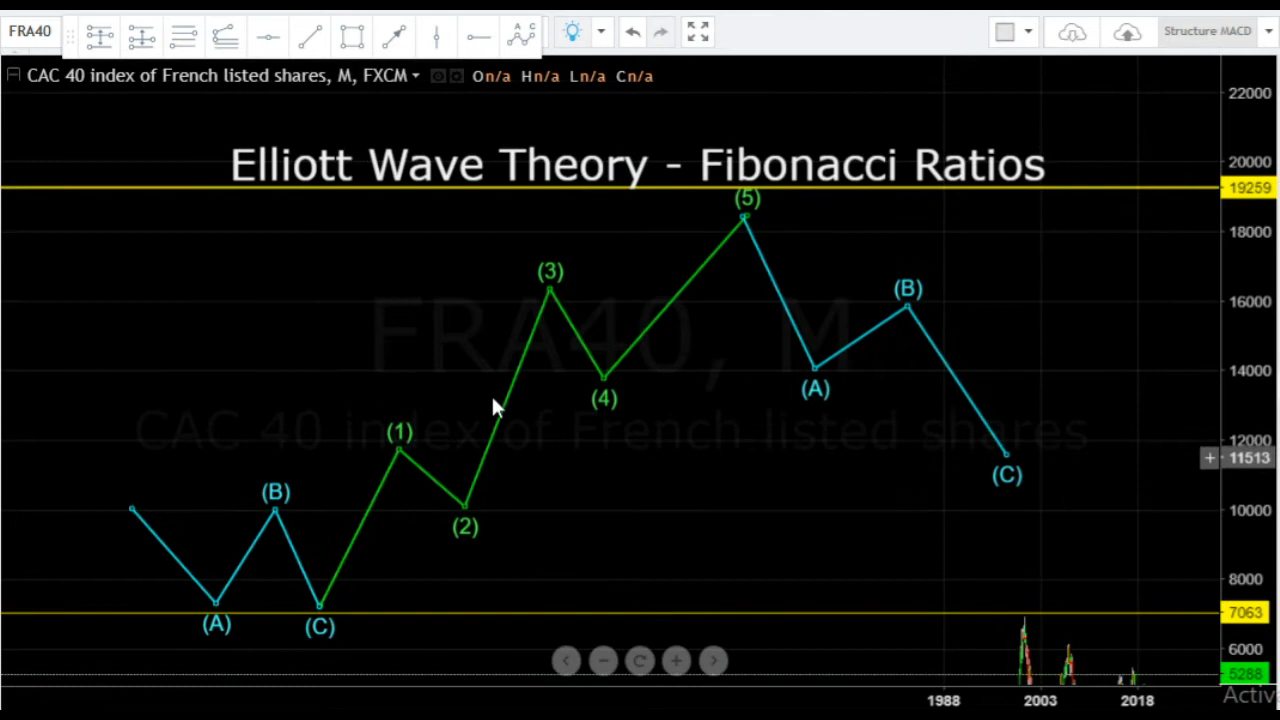 FRA40
A C
Structure MACD
CAC 40 index of French listed shares, M, FXCM On/a Hn/a Ln/a Cn/a
22000
Elliott Wave Theory - Fibonacci Ratios
20000
19259
(5)
18000
(3)
(B)
16000
FRA40, M
14000
(A)
(4)
(1)
CAC 40 index of French listed shares
12000
11513
(C)
(B)
10000
(2)
8000
7063
(A)
(C)
6000
5288
1988 2003 2018
Activ